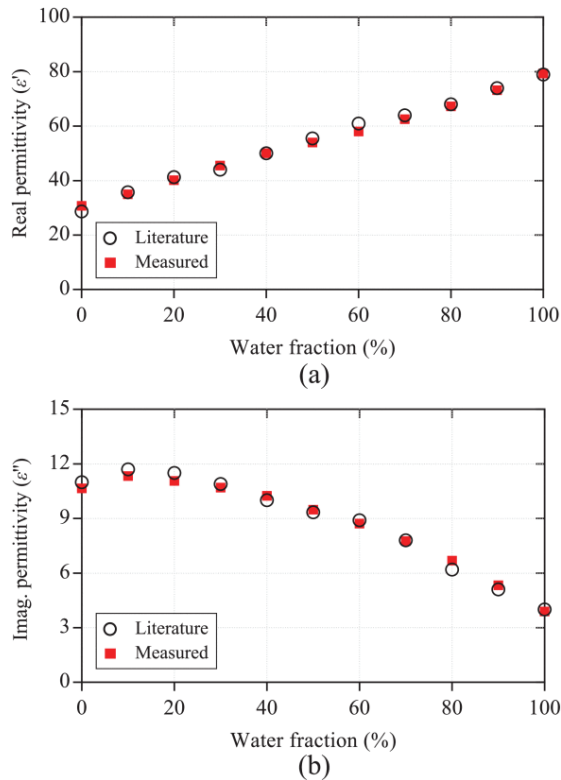 100
80
60
40
20
0
Real permittivity (ε')
Literature
Measured
0 20 40 60 80 100
Water fraction (%)
(a)
15
12
9
6
3
0
Imag. permittivity (ε")
Literature
Measured
0 20 40 60 80 100
Water fraction (%)
(b)